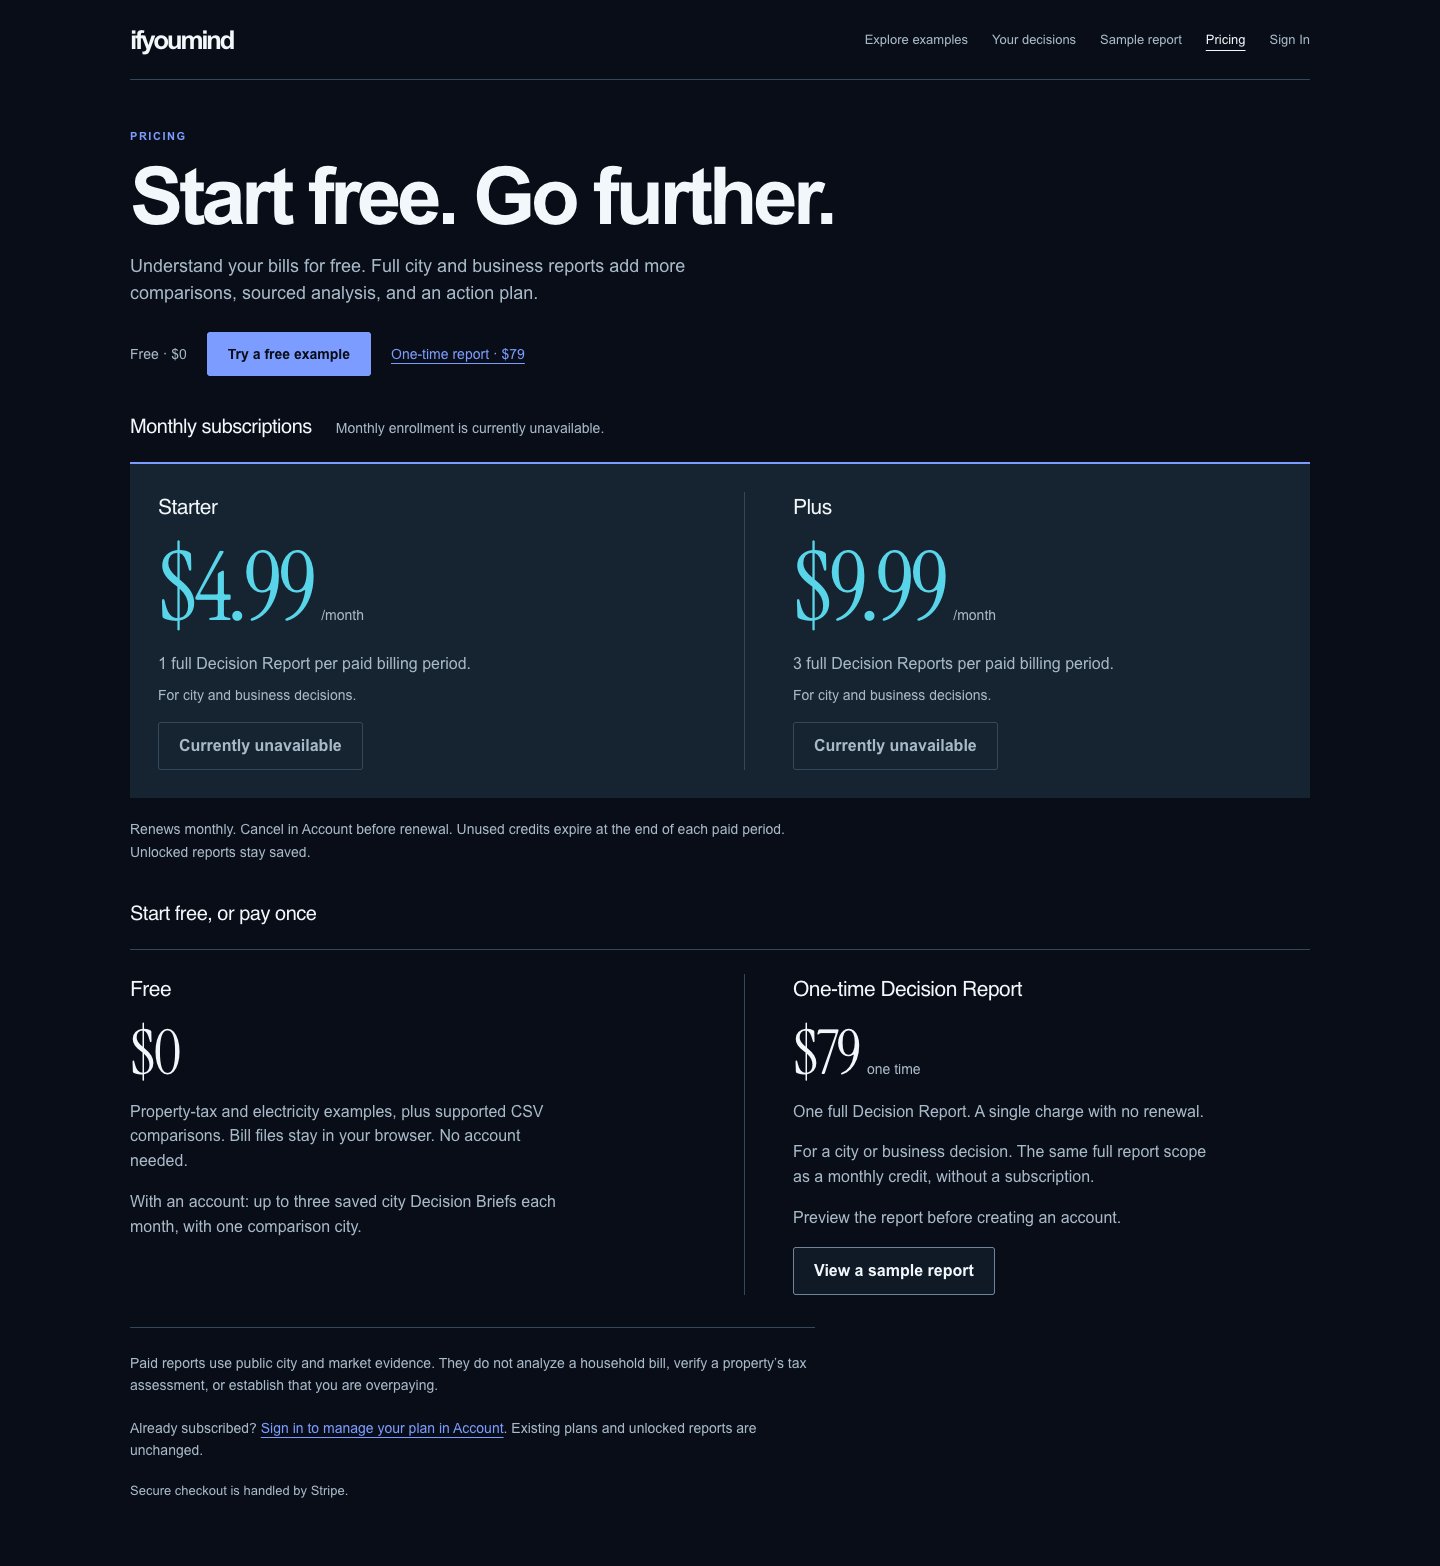 ifyoumind
Explore examples
Your decisions
Sample report
Pricing
Sign In
PRICING
Start free. Go further.
Understand your bills for free. Full city and business reports add more
comparisons, sourced analysis, and an action plan.
Free · $0
Try a free example
One-time report · $79
Monthly subscriptions
Monthly enrollment is currently unavailable.
Starter
$4.99 /month
1 full Decision Report per paid billing period.
For city and business decisions.
Currently unavailable
Plus
$9.99 /month
3 full Decision Reports per paid billing period.
For city and business decisions.
Currently unavailable
Renews monthly. Cancel in Account before renewal. Unused credits expire at the end of each paid period.
Unlocked reports stay saved.
Start free, or pay once
Free
$0
Property-tax and electricity examples, plus supported CSV
comparisons. Bill files stay in your browser. No account
needed.
With an account: up to three saved city Decision Briefs each
month, with one comparison city.
One-time Decision Report
$79 one time
One full Decision Report. A single charge with no renewal.
For a city or business decision. The same full report scope
as a monthly credit, without a subscription.
Preview the report before creating an account.
View a sample report
Paid reports use public city and market evidence. They do not analyze a household bill, verify a property’s tax
assessment, or establish that you are overpaying.
Already subscribed? Sign in to manage your plan in Account. Existing plans and unlocked reports are
unchanged.
Secure checkout is handled by Stripe.